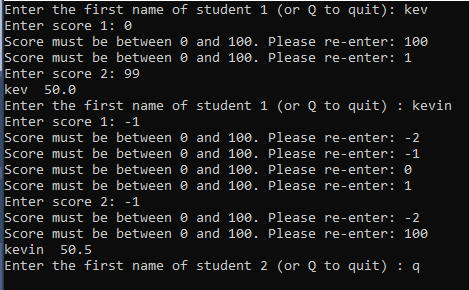 Enter the first name of student 1 (or Q to quit): kev
Enter score 1: 0
Score must be between 0 and 100. Please re-enter: 100
Score must be between 0 and 100. Please re-enter: 1
Enter score 2: 99
kev  50.0
Enter the first name of student 1 (or Q to quit) : kevin
Enter score 1: -1
Score must be between 0 and 100. Please re-enter: -2
Score must be between 0 and 100. Please re-enter: -1
Score must be between 0 and 100. Please re-enter: 0
Score must be between 0 and 100. Please re-enter: 1
Enter score 2: -1
Score must be between 0 and 100. Please re-enter: -2
Score must be between 0 and 100. Please re-enter: 100
kevin  50.5
Enter the first name of student 2 (or Q to quit) : q